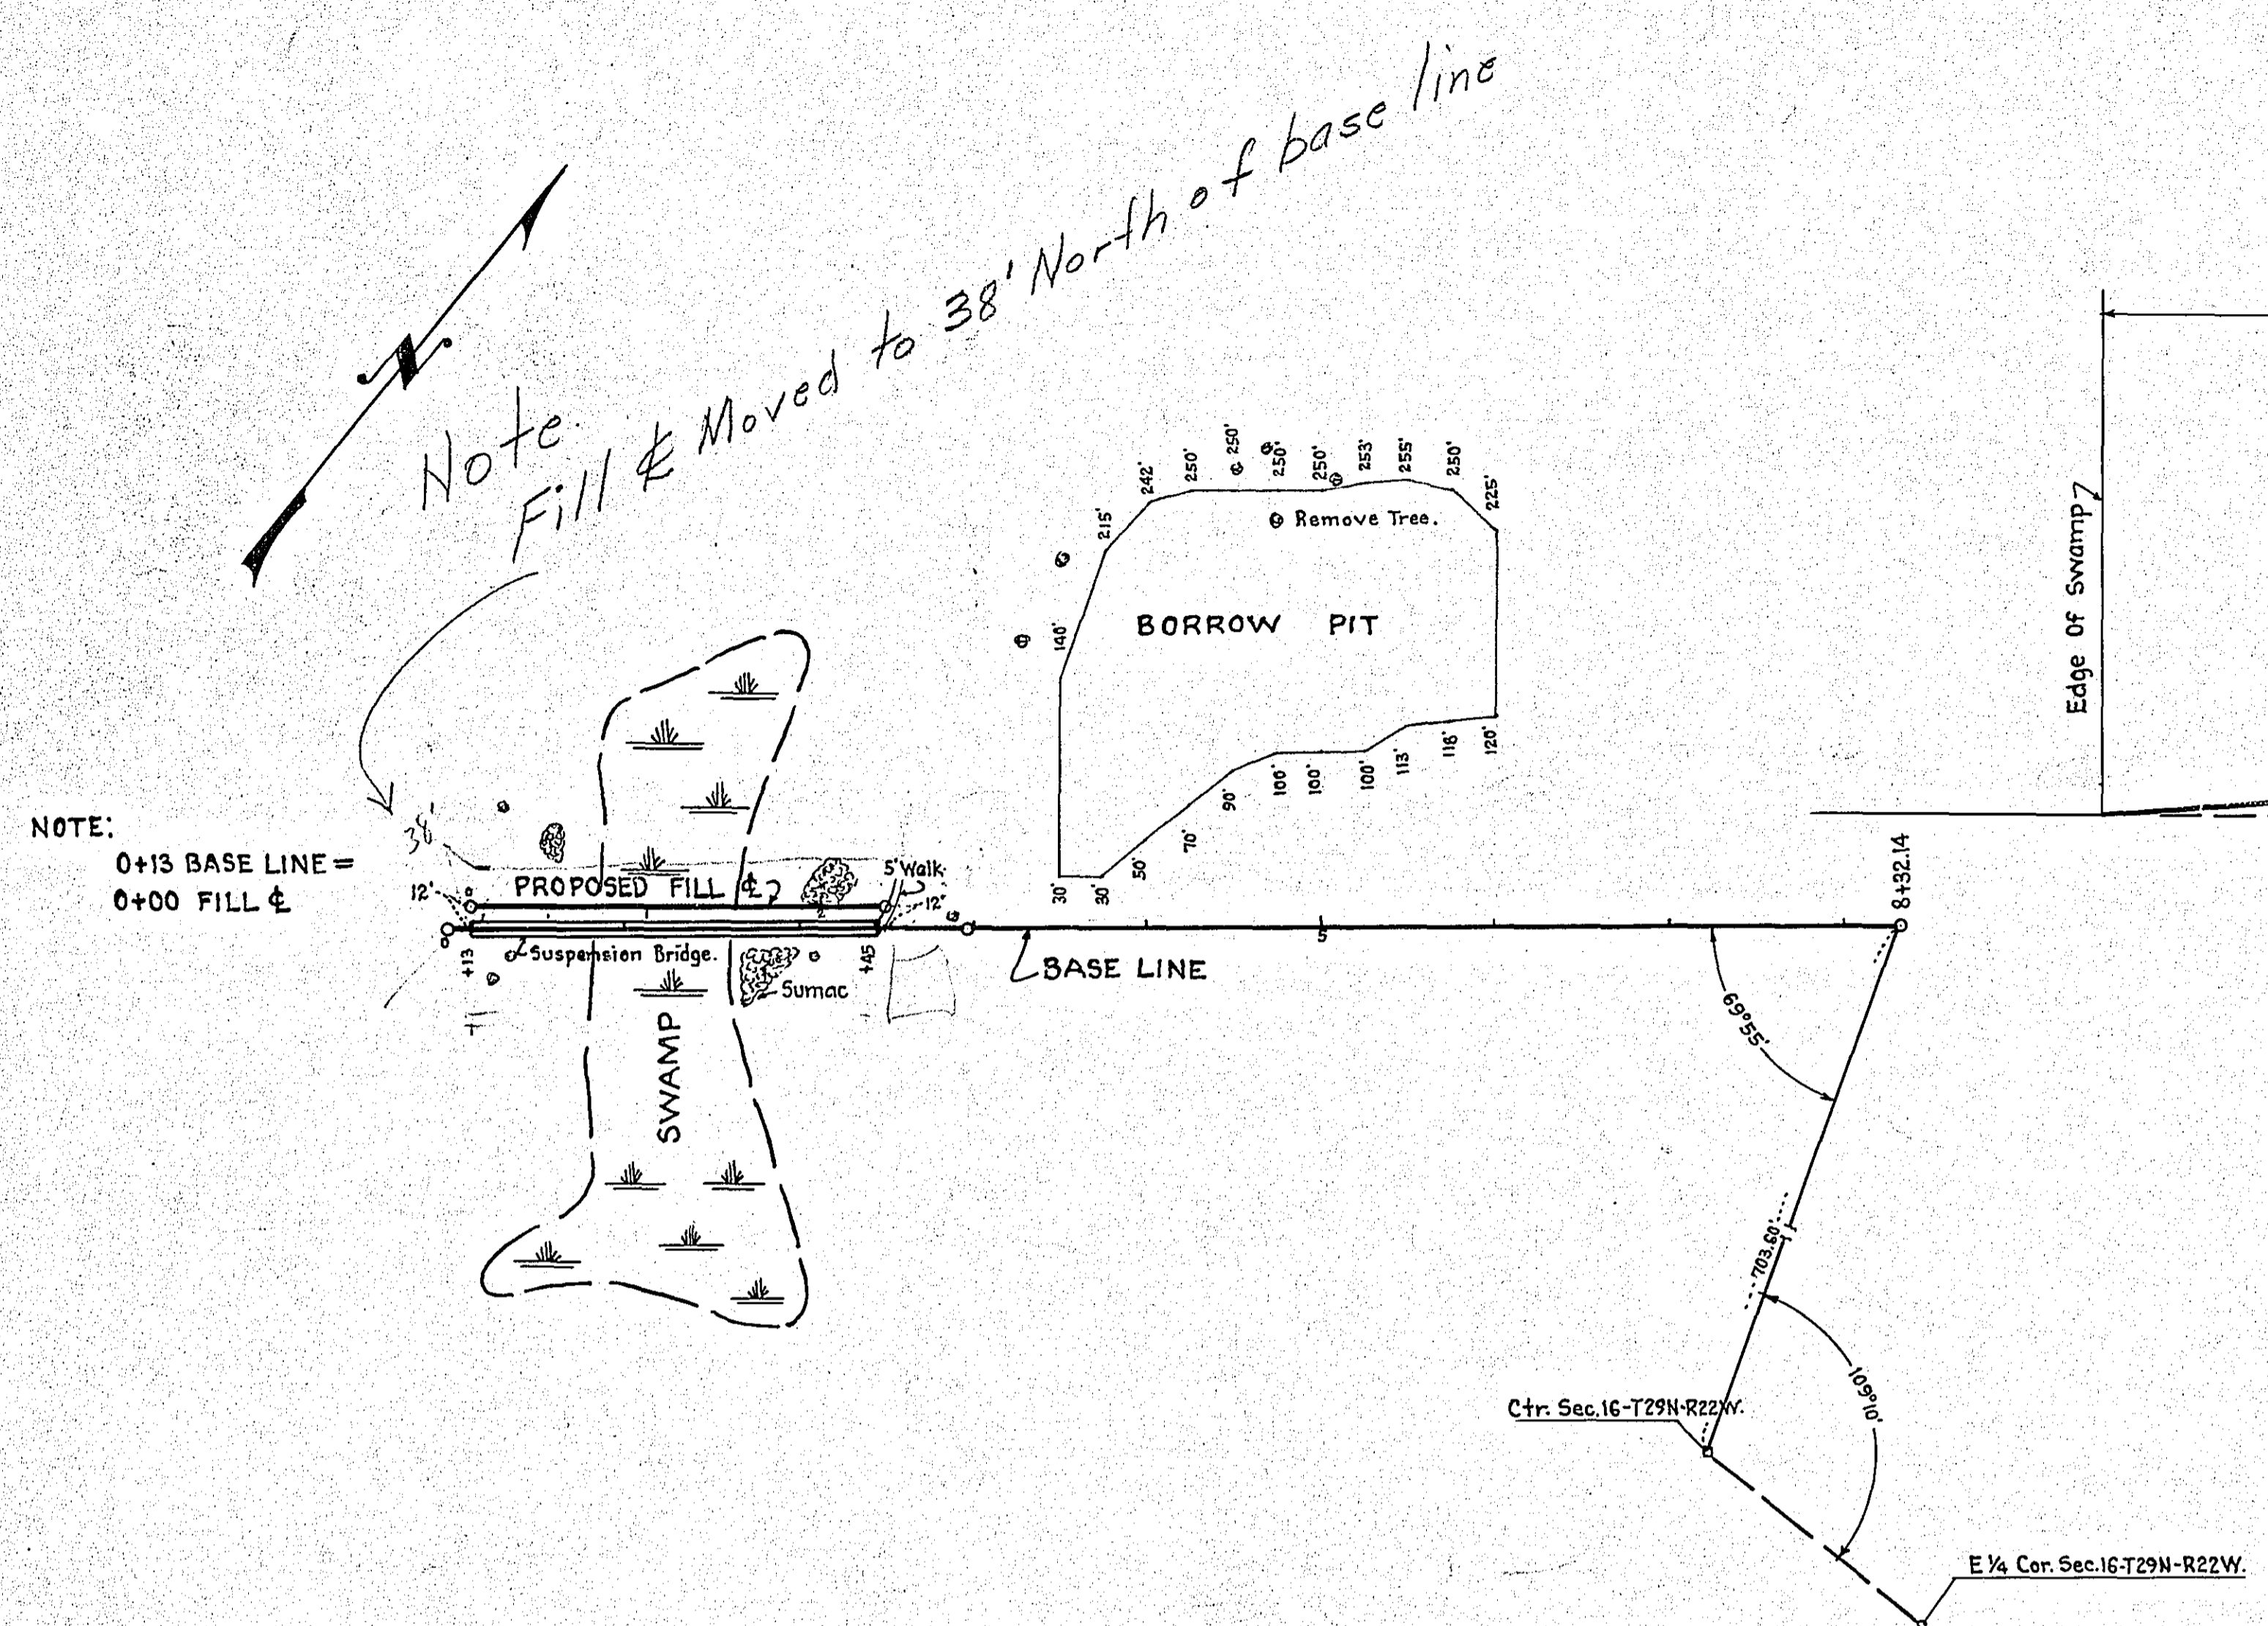 Note.
Fill ℄ Moved to 38' North of base line
N
242'
250'
250'
250'
250'
253'
255'
250'
225'
215'
140'
Remove Tree.
BORROW PIT
30'
30'
50'
70'
90'
100'
100'
100'
113'
118'
120'
Edge Of Swamp
NOTE:
0+13 BASE LINE =
0+00 FILL ℄
38'
12'
PROPOSED FILL ℄
5' Walk
12'
2
+13
Suspension Bridge.
+45
Sumac
SWAMP
BASE LINE
5
8+32.14
69°55'
703.60'
109°10'
Ctr. Sec.16-T29N-R22W.
E ¼ Cor. Sec.16-T29N-R22W.